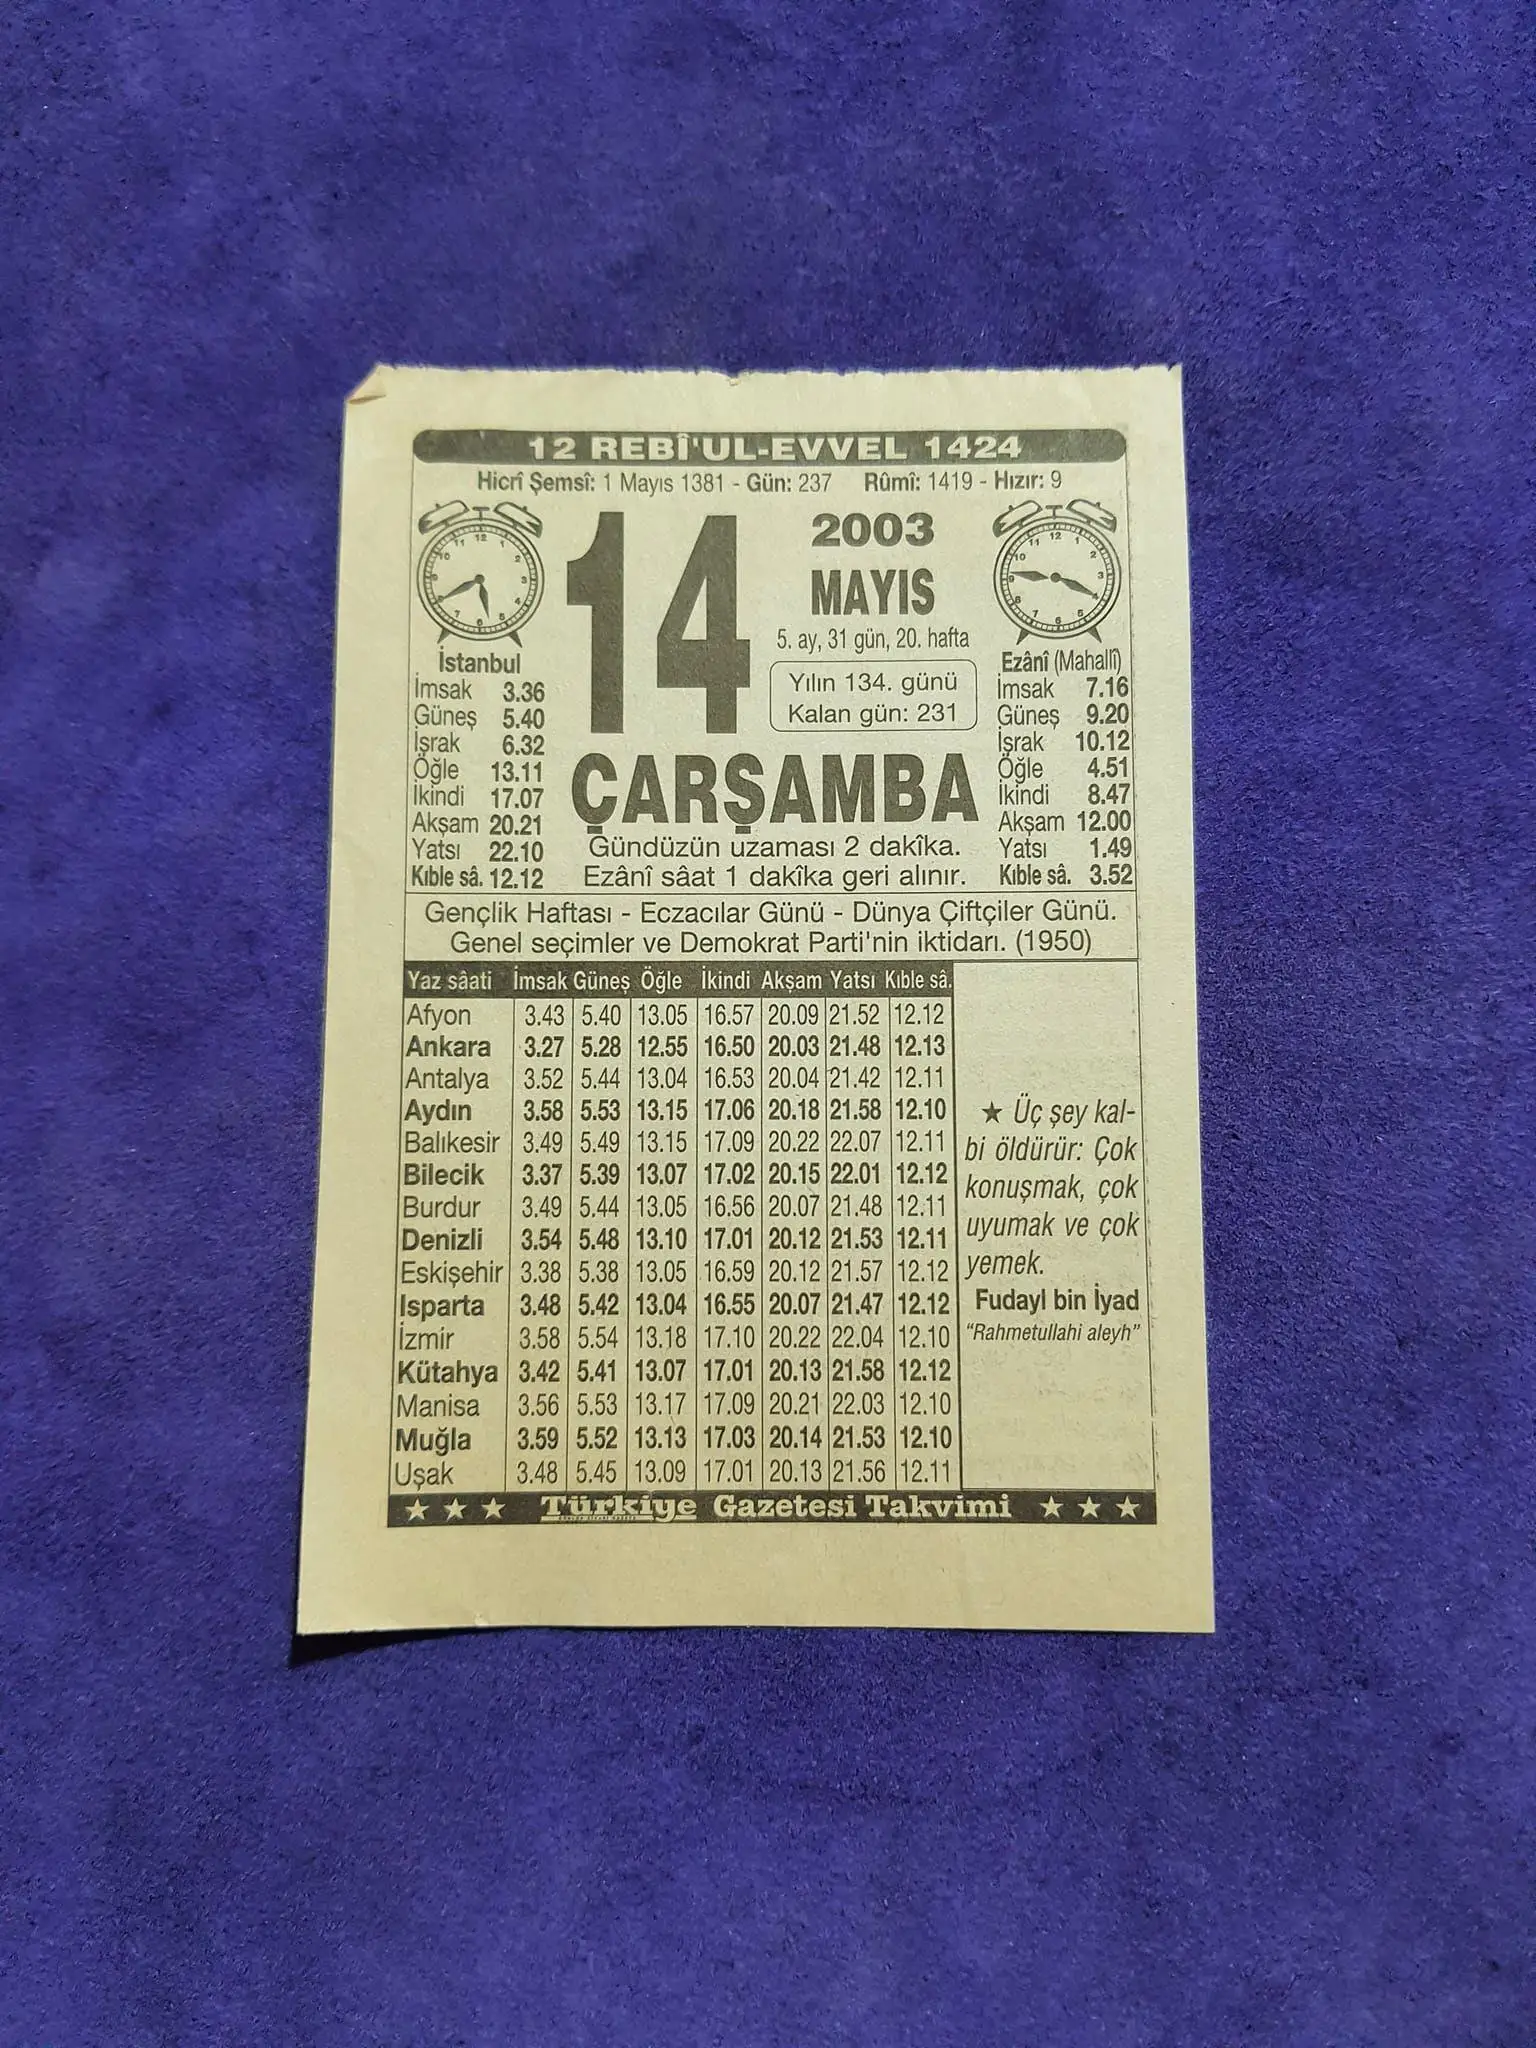 12 REBÎ'UL-EVVEL 1424
Hicrî Şemsî: 1 Mayıs 1381 - Gün: 237 Rûmî: 1419 - Hızır: 9
14
2003
MAYIS
5. ay, 31 gün, 20. hafta
Yılın 134. günü
Kalan gün: 231
ÇARŞAMBA
Gündüzün uzaması 2 dakîka.
Ezânî sâat 1 dakîka geri alınır.
İstanbul
İmsak 3.36
Güneş 5.40
İşrak 6.32
Öğle 13.11
İkindi 17.07
Akşam 20.21
Yatsı 22.10
Kıble sâ. 12.12
Ezânî (Mahallî)
İmsak 7.16
Güneş 9.20
İşrak 10.12
Öğle 4.51
İkindi 8.47
Akşam 12.00
Yatsı 1.49
Kıble sâ. 3.52
Gençlik Haftası - Eczacılar Günü - Dünya Çiftçiler Günü.
Genel seçimler ve Demokrat Parti'nin iktidarı. (1950)
Yaz sâati İmsak Güneş Öğle İkindi Akşam Yatsı Kıble sâ.
Afyon 3.43 5.40 13.05 16.57 20.09 21.52 12.12
Ankara 3.27 5.28 12.55 16.50 20.03 21.48 12.13
Antalya 3.52 5.44 13.04 16.53 20.04 21.42 12.11
Aydın 3.58 5.53 13.15 17.06 20.18 21.58 12.10
Balıkesir 3.49 5.49 13.15 17.09 20.22 22.07 12.11
Bilecik 3.37 5.39 13.07 17.02 20.15 22.01 12.12
Burdur 3.49 5.44 13.05 16.56 20.07 21.48 12.11
Denizli 3.54 5.48 13.10 17.01 20.12 21.53 12.11
Eskişehir 3.38 5.38 13.05 16.59 20.12 21.57 12.12
Isparta 3.48 5.42 13.04 16.55 20.07 21.47 12.12
İzmir 3.58 5.54 13.18 17.10 20.22 22.04 12.10
Kütahya 3.42 5.41 13.07 17.01 20.13 21.58 12.12
Manisa 3.56 5.53 13.17 17.09 20.21 22.03 12.10
Muğla 3.59 5.52 13.13 17.03 20.14 21.53 12.10
Uşak 3.48 5.45 13.09 17.01 20.13 21.56 12.11
★ Üç şey kal-
bi öldürür: Çok
konuşmak, çok
uyumak ve çok
yemek.
Fudayl bin İyad
"Rahmetullahi aleyh"
★ ★ ★ Türkiye Gazetesi Takvimi ★ ★ ★